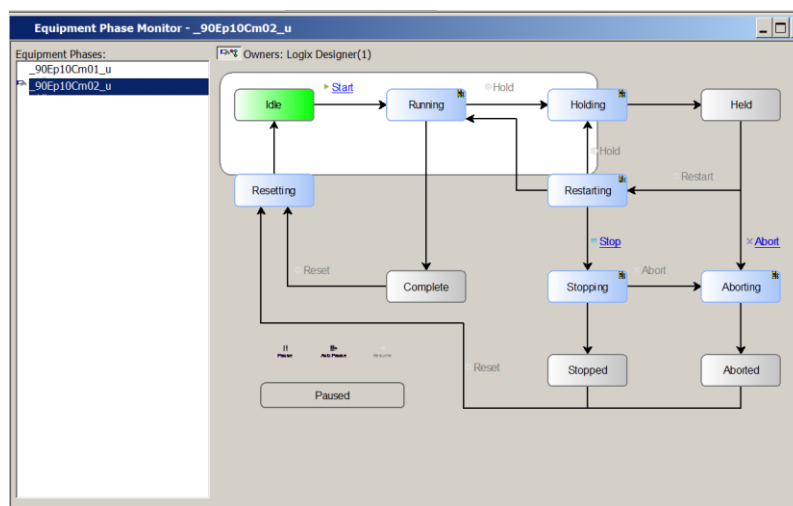 Equipment Phase Monitor - _90Ep10Cm02_u
Equipment Phases:
Owners: Logix Designer(1)
_90Ep10Cm01_u
_90Ep10Cm02_u
Start
Hold
Idle
Running
Holding
Held
Hold
Restart
Resetting
Restarting
Stop
Abort
Reset
Abort
Complete
Stopping
Aborting
Pause
Auto Pause
Resume
Reset
Stopped
Aborted
Paused